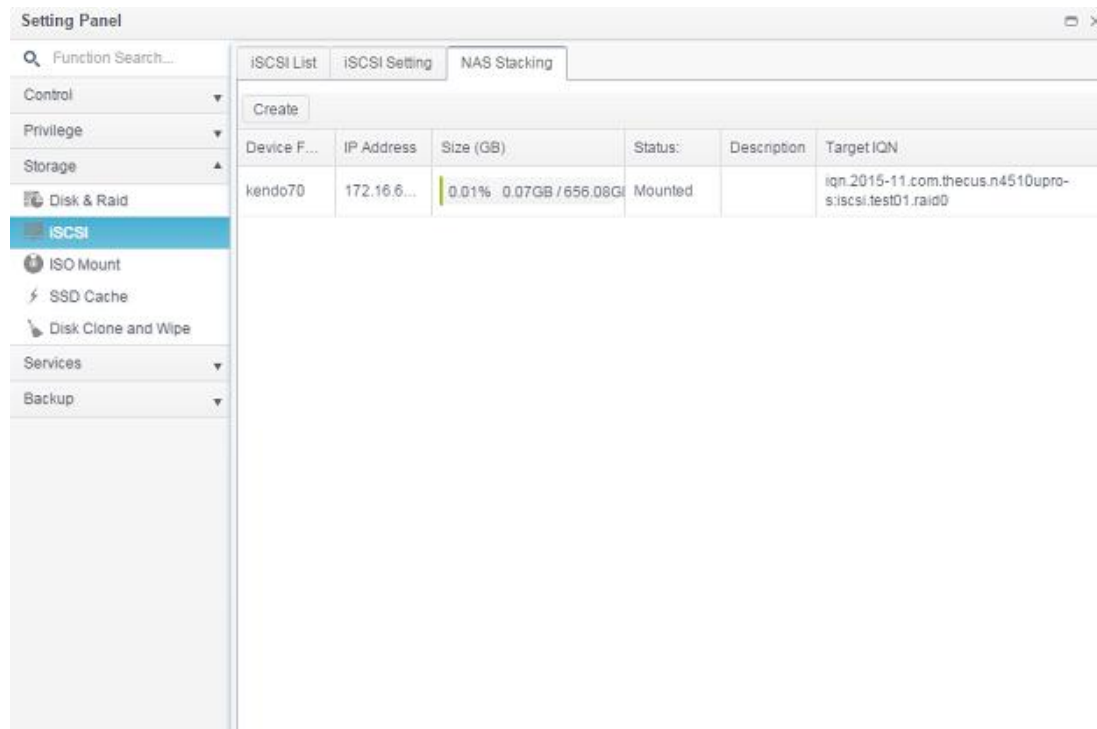 Setting Panel
Function Search...
Control
Privilege
Storage
Disk & Raid
iSCSI
ISO Mount
SSD Cache
Disk Clone and Wipe
Services
Backup
iSCSI List iSCSI Setting NAS Stacking
Create
Device F... IP Address Size (GB) Status: Description Target IQN
kendo70 172.16.6... 0.01% 0.07GB / 656.08G Mounted iqn.2015-11.com.thecus.n4510upro-
s:iscsi.test01.raid0